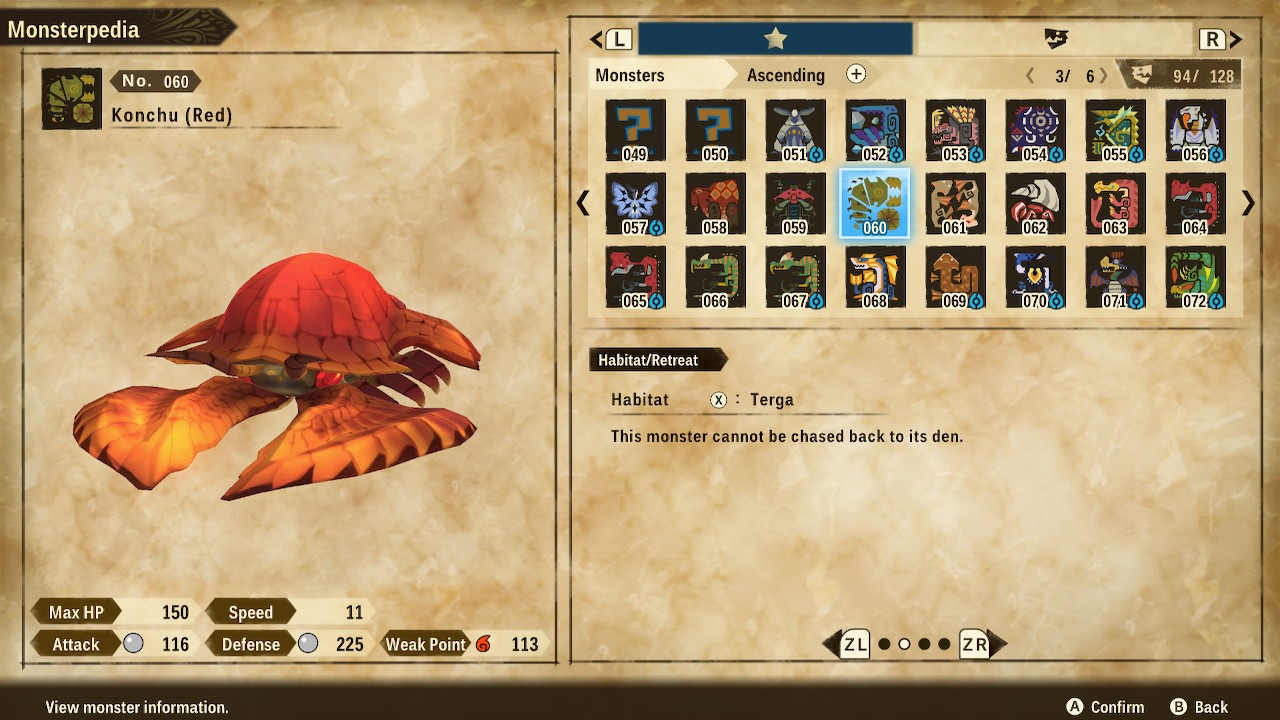 Monsterpedia
No. 060
Konchu (Red)
Max HP 150 Speed 11
Attack 116 Defense 225 Weak Point 113
L R
Monsters Ascending 3/ 6 94/ 128
049 050 051 052 053 054 055 056
057 058 059 060 061 062 063 064
065 066 067 068 069 070 071 072
Habitat/Retreat
Habitat X : Terga
This monster cannot be chased back to its den.
ZL ZR
View monster information.
A Confirm B Back